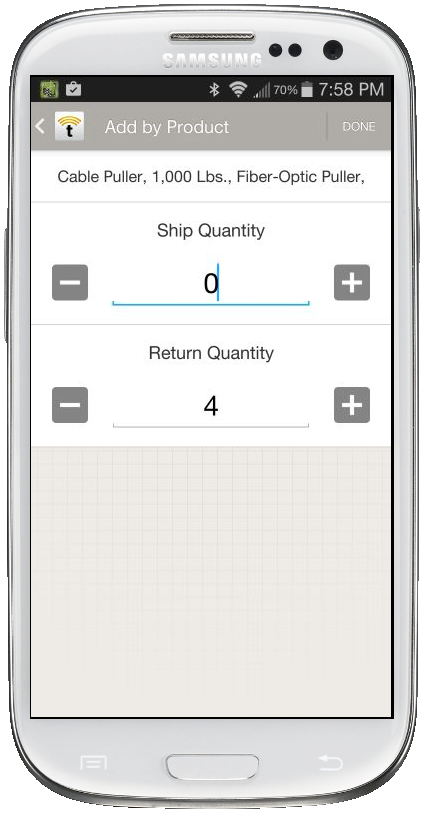 SAMSUNG
70% 7:58 PM
t Add by Product DONE
Cable Puller, 1,000 Lbs., Fiber-Optic Puller,
Ship Quantity
0
Return Quantity
4